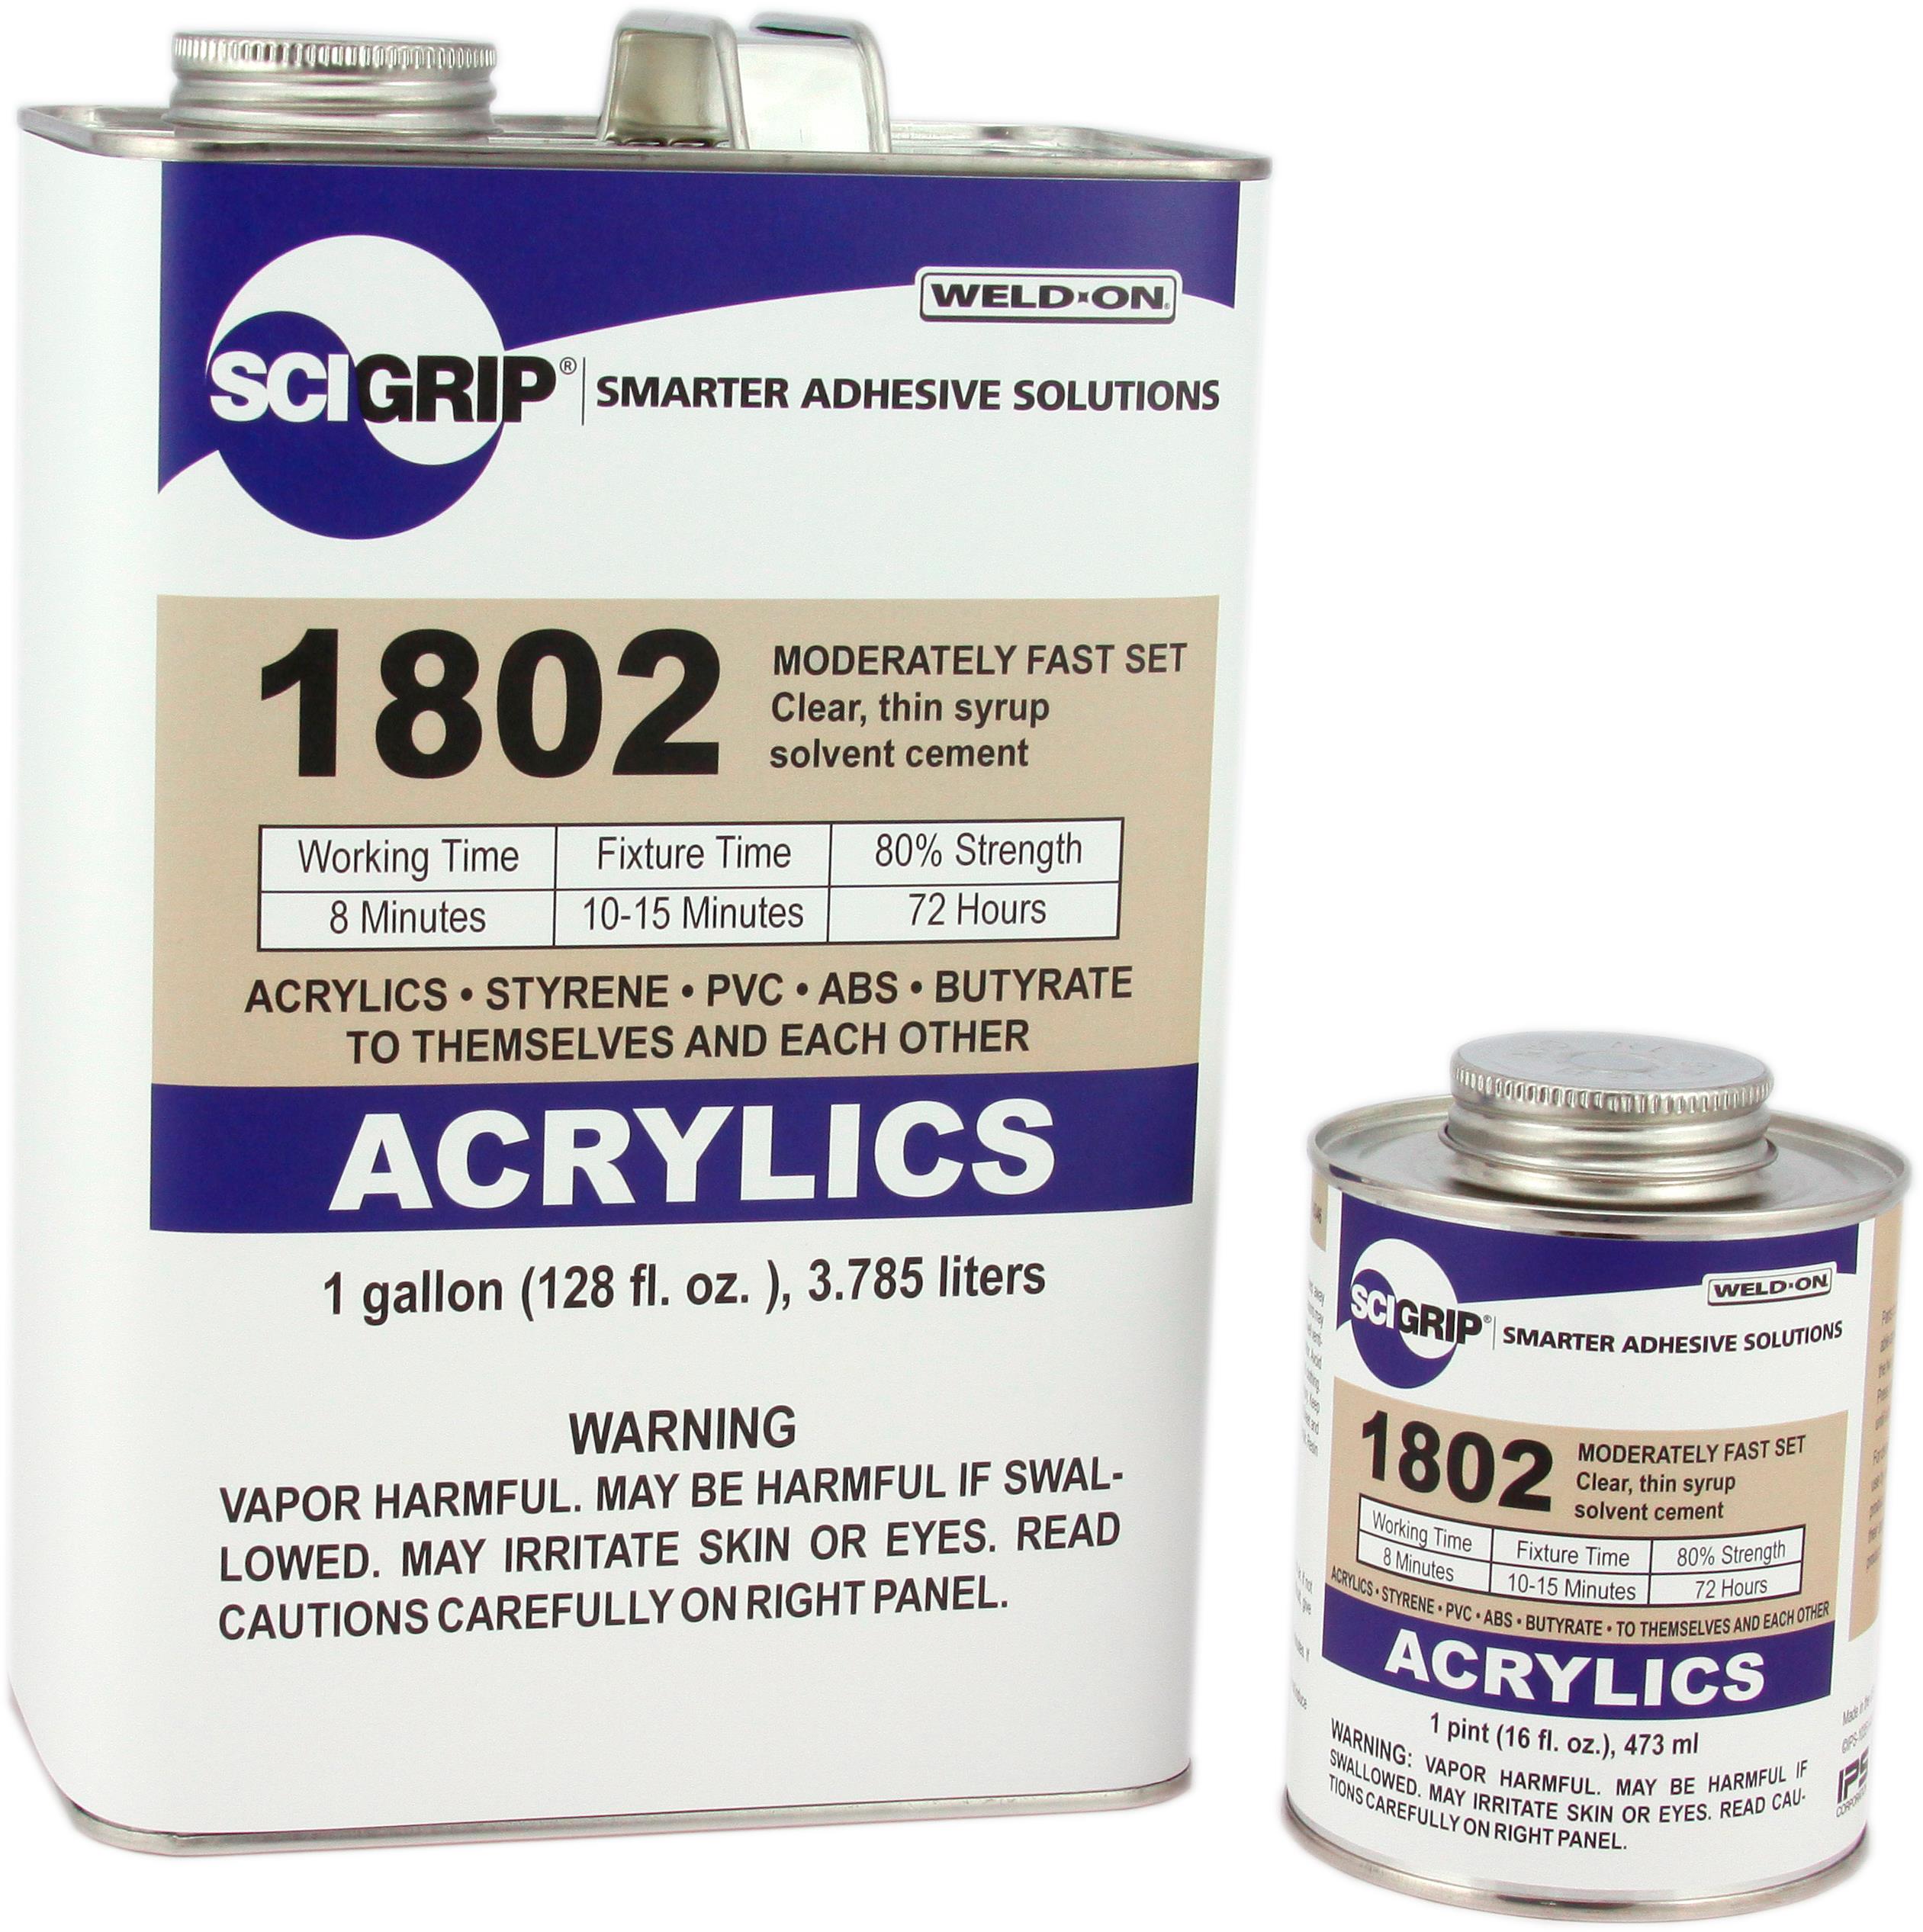 WELD-ON®
SCIGRIP® SMARTER ADHESIVE SOLUTIONS
1802
MODERATELY FAST SET
Clear, thin syrup
solvent cement
Working Time Fixture Time 80% Strength
8 Minutes 10-15 Minutes 72 Hours
ACRYLICS • STYRENE • PVC • ABS • BUTYRATE
TO THEMSELVES AND EACH OTHER
ACRYLICS
1 gallon (128 fl. oz. ), 3.785 liters
WARNING
VAPOR HARMFUL. MAY BE HARMFUL IF SWAL-
LOWED. MAY IRRITATE SKIN OR EYES. READ
CAUTIONS CAREFULLY ON RIGHT PANEL.
WELD-ON
SCIGRIP® SMARTER ADHESIVE SOLUTIONS
1802
MODERATELY FAST SET
Clear, thin syrup
solvent cement
Working Time Fixture Time 80% Strength
8 Minutes 10-15 Minutes 72 Hours
ACRYLICS • STYRENE • PVC • ABS • BUTYRATE • TO THEMSELVES AND EACH OTHER
ACRYLICS
1 pint (16 fl. oz.), 473 ml
WARNING: VAPOR HARMFUL. MAY BE HARMFUL IF
SWALLOWED. MAY IRRITATE SKIN OR EYES. READ CAU-
TIONS CAREFULLY ON RIGHT PANEL.
Made in the